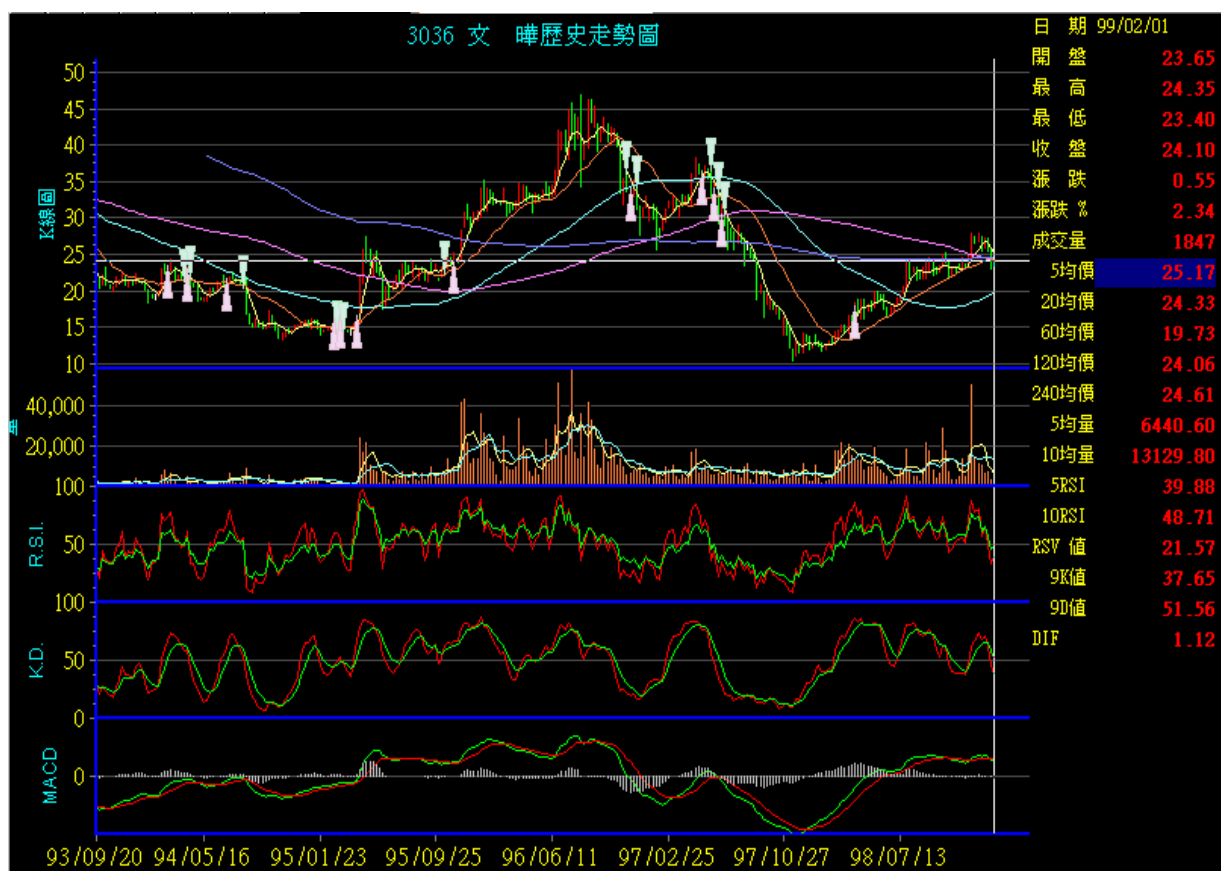 3036 文 曄歷史走勢圖
50
45
40
35
30
25
20
15
10
K線圖
40,000
20,000
量
100
50
R.S.I.
100
50
0
K.D.
0
MACD
93/09/20 94/05/16 95/01/23 95/09/25 96/06/11 97/02/25 97/10/27 98/07/13
日 期 99/02/01
開 盤 23.65
最 高 24.35
最 低 23.40
收 盤 24.10
漲 跌 0.55
漲跌 % 2.34
成交量 1847
5均價 25.17
20均價 24.33
60均價 19.73
120均價 24.06
240均價 24.61
5均量 6440.60
10均量 13129.80
5RSI 39.88
10RSI 48.71
RSV 值 21.57
9K值 37.65
9D值 51.56
DIF 1.12